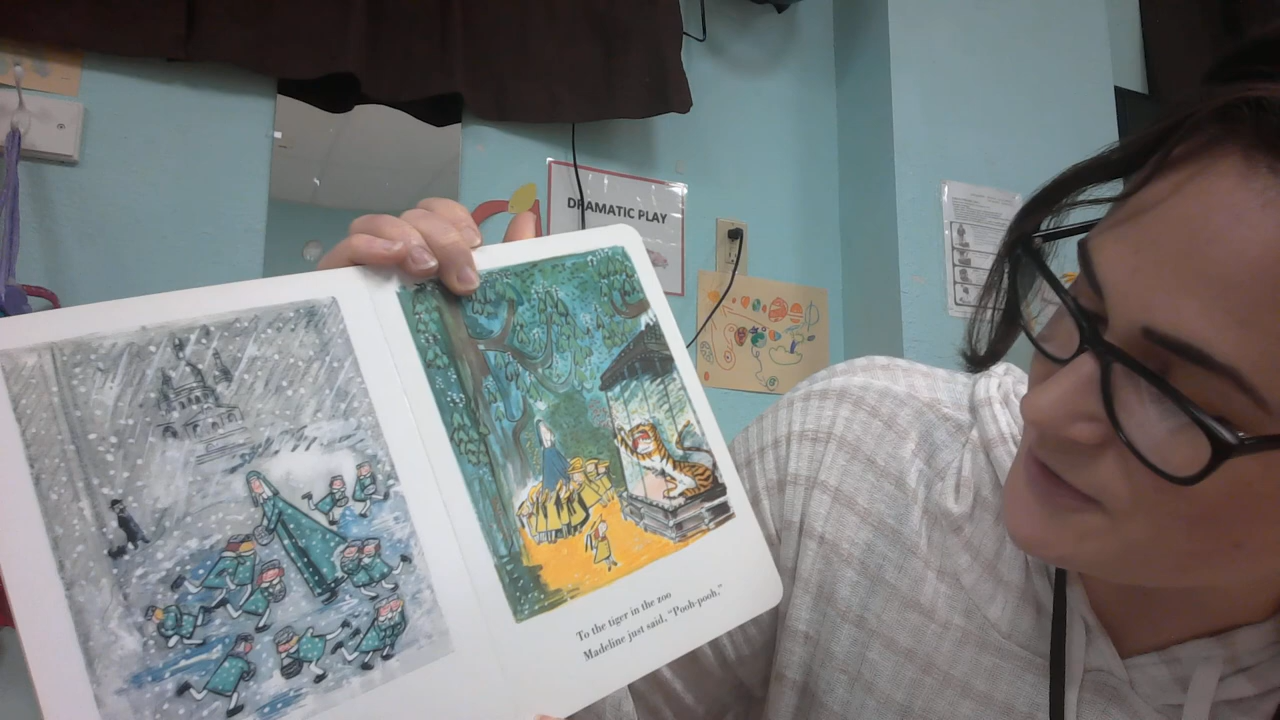 DRAMATIC PLAY
To the tiger in the zoo
Madeline just said, "Pooh-pooh,"